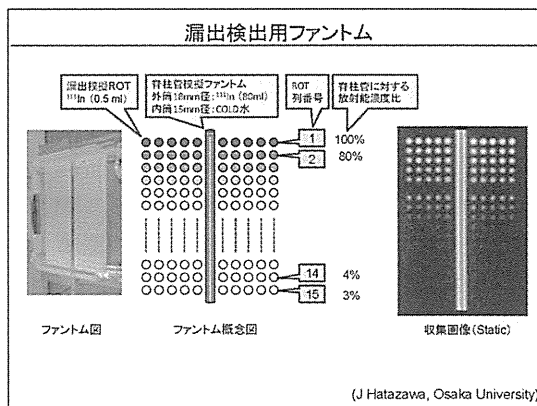 漏出検出用ファントム
漏出模擬ROT
¹¹¹In (0.5 ml)
脊柱管模擬ファントム
外筒18mm径:¹¹¹In (80ml)
内筒15mm径:COLD水
ROT
列番号
脊柱管に対する
放射能濃度比
1 100%
2 80%
14 4%
15 3%
ファントム図
ファントム概念図
収集画像(Static)
(J Hatazawa, Osaka University)